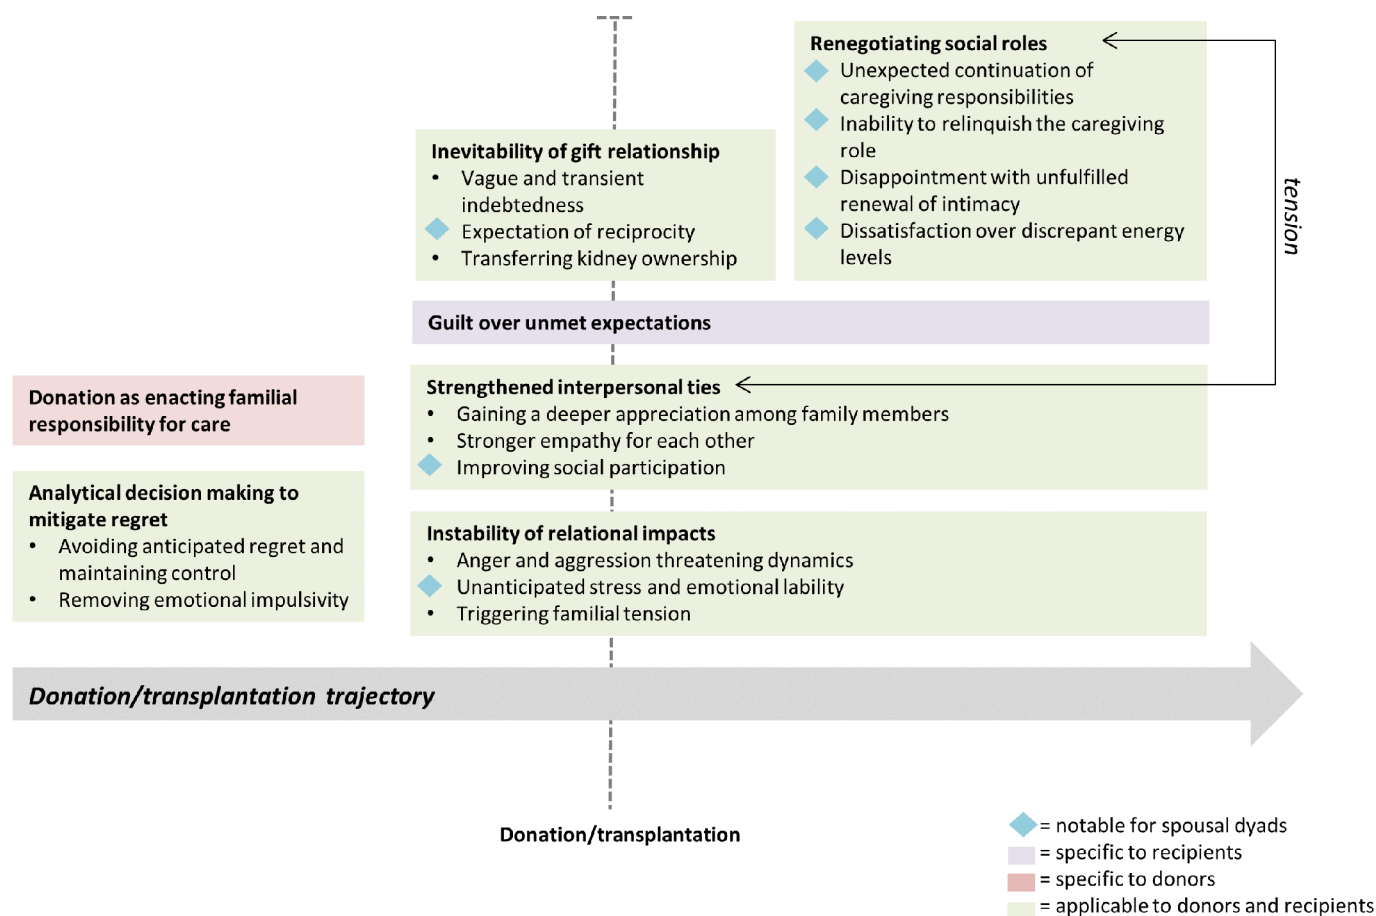 Renegotiating social roles
Unexpected continuation of
caregiving responsibilities
Inability to relinquish the caregiving
role
Disappointment with unfulfilled
renewal of intimacy
Dissatisfaction over discrepant energy
levels
tension
Inevitability of gift relationship
• Vague and transient
indebtedness
Expectation of reciprocity
• Transferring kidney ownership
Guilt over unmet expectations
Donation as enacting familial
responsibility for care
Strengthened interpersonal ties
• Gaining a deeper appreciation among family members
• Stronger empathy for each other
Improving social participation
Analytical decision making to
mitigate regret
• Avoiding anticipated regret and
maintaining control
• Removing emotional impulsivity
Instability of relational impacts
• Anger and aggression threatening dynamics
Unanticipated stress and emotional lability
• Triggering familial tension
Donation/transplantation trajectory
Donation/transplantation
= notable for spousal dyads
= specific to recipients
= specific to donors
= applicable to donors and recipients